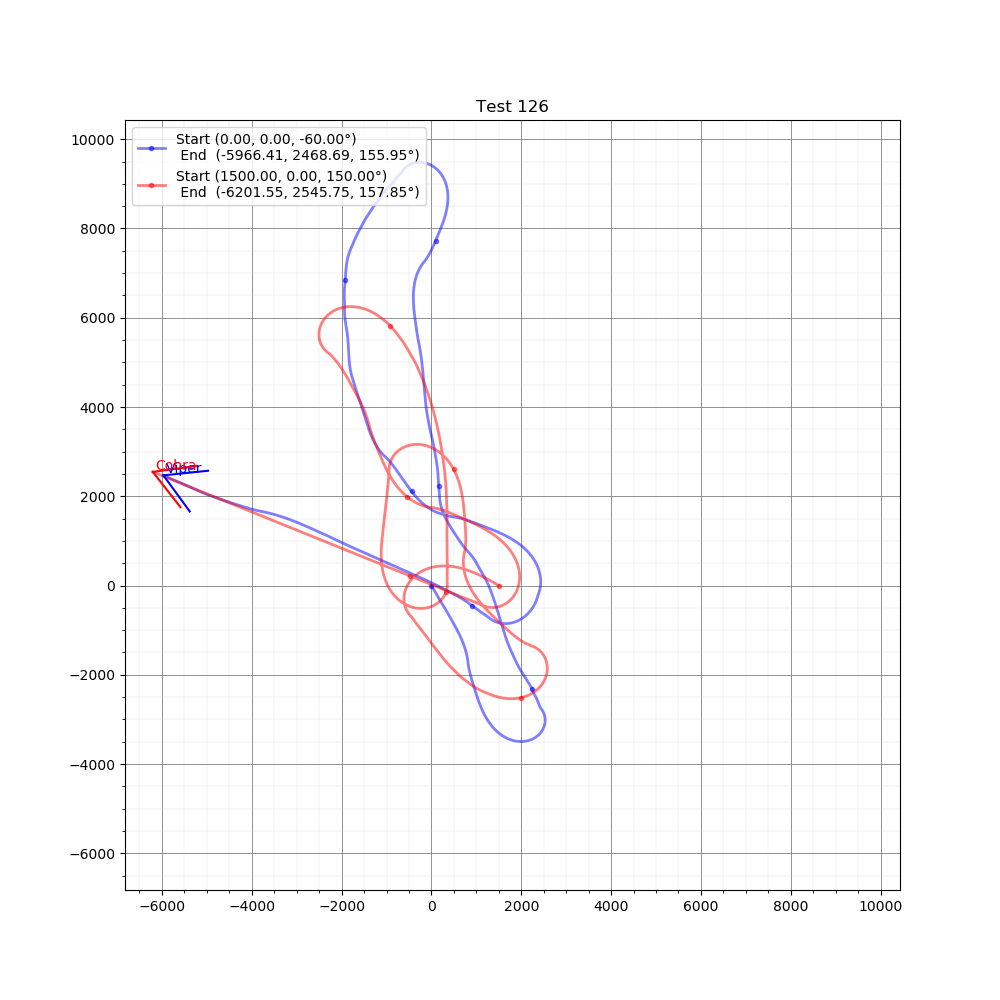 Test 126
Start (0.00, 0.00, -60.00°)
End (-5966.41, 2468.69, 155.95°)
Start (1500.00, 0.00, 150.00°)
End (-6201.55, 2545.75, 157.85°)
10000
8000
6000
4000
2000
0
−2000
−4000
−6000
Cobra
Viper
−6000 −4000 −2000 0 2000 4000 6000 8000 10000